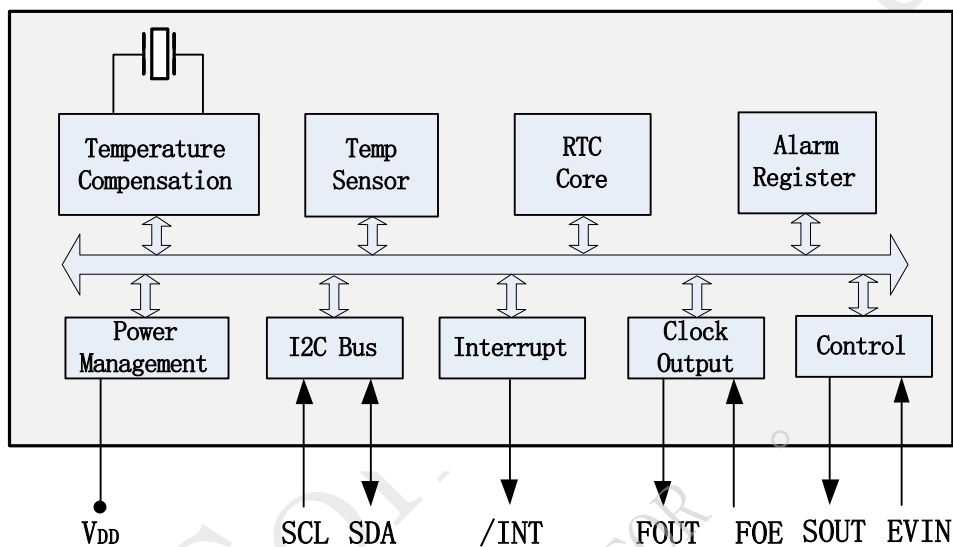 Temperature
Compensation
Temp
Sensor
RTC
Core
Alarm
Register
Power
Management
I2C Bus
Interrupt
Clock
Output
Control
VDD
SCL
SDA
/INT
FOUT
FOE
SOUT
EVIN